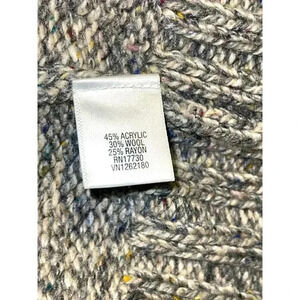 45% ACRYLIC
30% WOOL
25% RAYON
RN17730
VN1262180